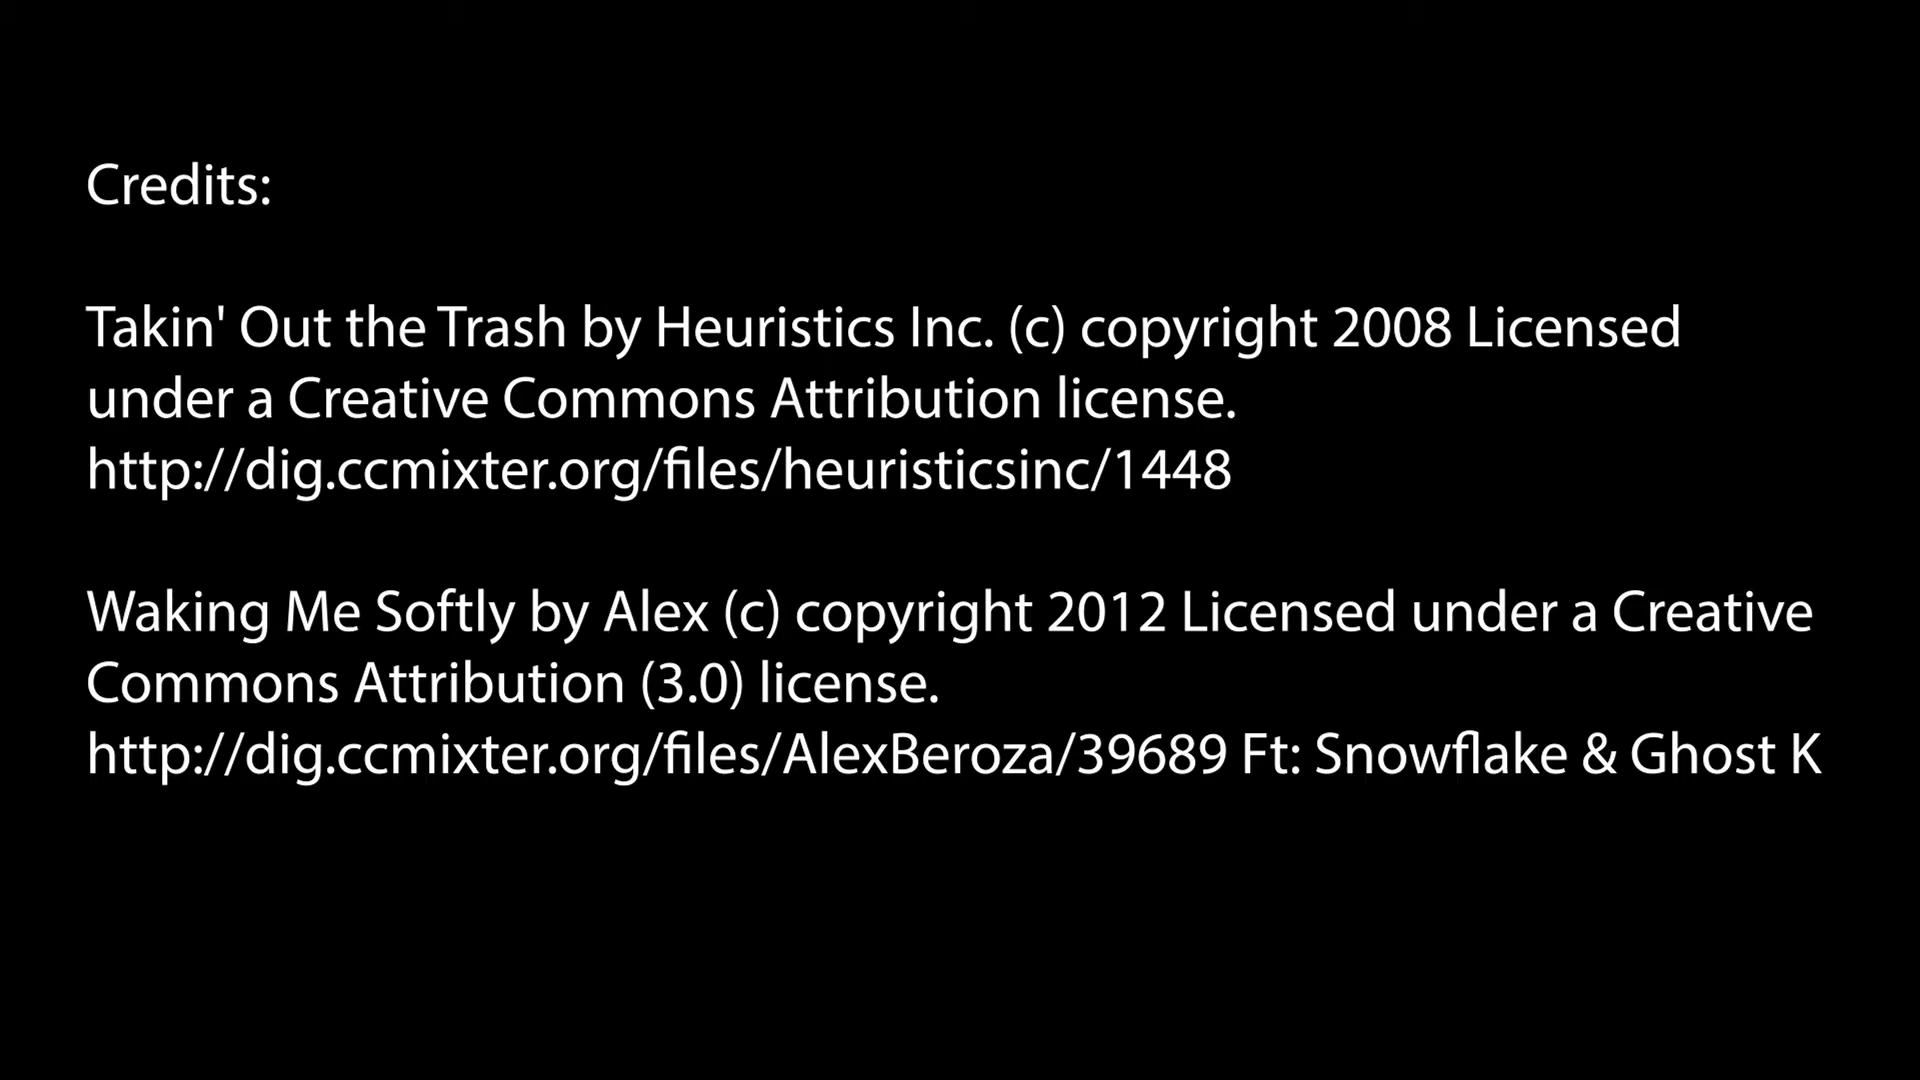 Credits:
Takin' Out the Trash by Heuristics Inc. (c) copyright 2008 Licensed
under a Creative Commons Attribution license.
http://dig.ccmixter.org/files/heuristicsinc/1448
Waking Me Softly by Alex (c) copyright 2012 Licensed under a Creative
Commons Attribution (3.0) license.
http://dig.ccmixter.org/files/AlexBeroza/39689 Ft: Snowflake & Ghost K